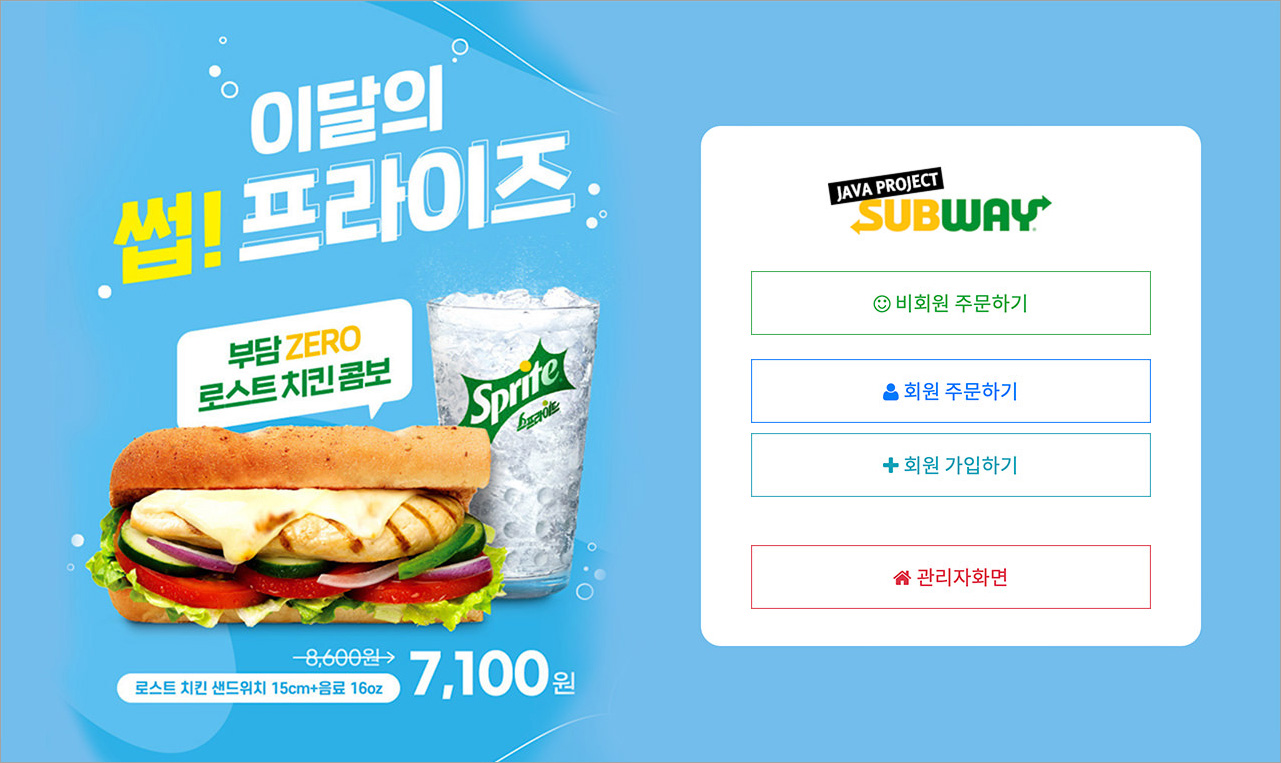 이달의
썹! 프라이즈
부담 ZERO
로스트 치킨 콤보
Sprite
스프라이트
8,600원→ 7,100원
로스트 치킨 샌드위치 15cm+음료 16oz
JAVA PROJECT
SUBWAY
비회원 주문하기
회원 주문하기
회원 가입하기
관리자화면